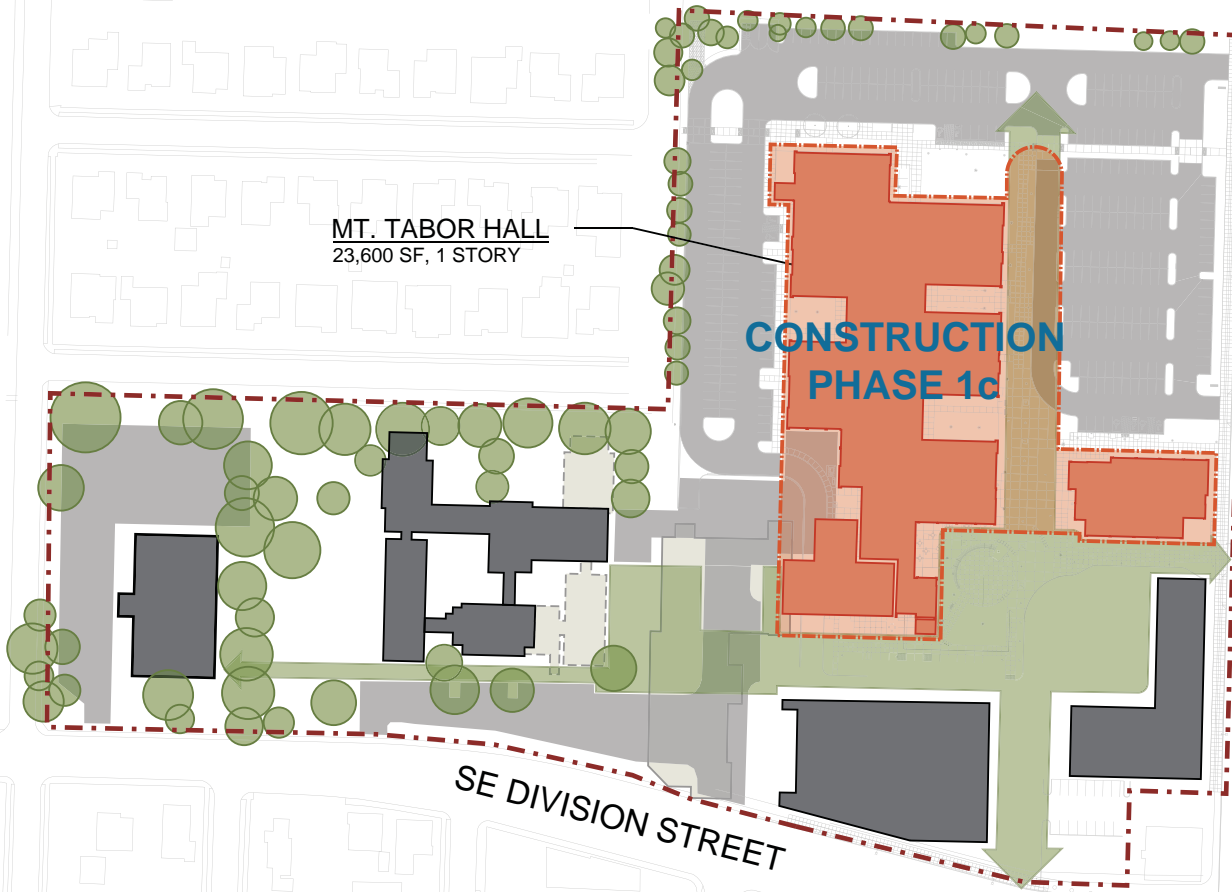 MT. TABOR HALL
23,600 SF, 1 STORY
CONSTRUCTION
PHASE 1c
SE DIVISION STREET